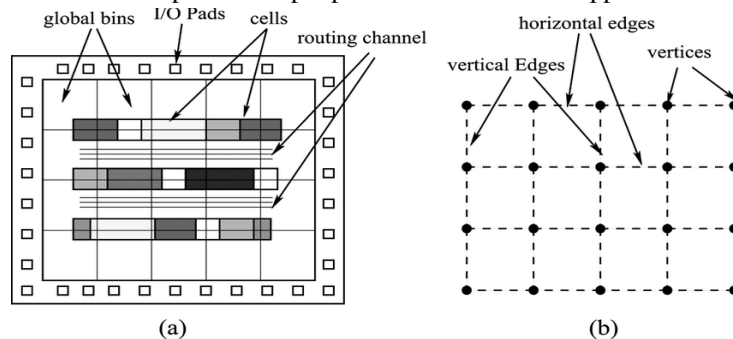 global bins
I/O Pads
cells
routing channel
horizontal edges
vertical Edges
vertices
(a)
(b)